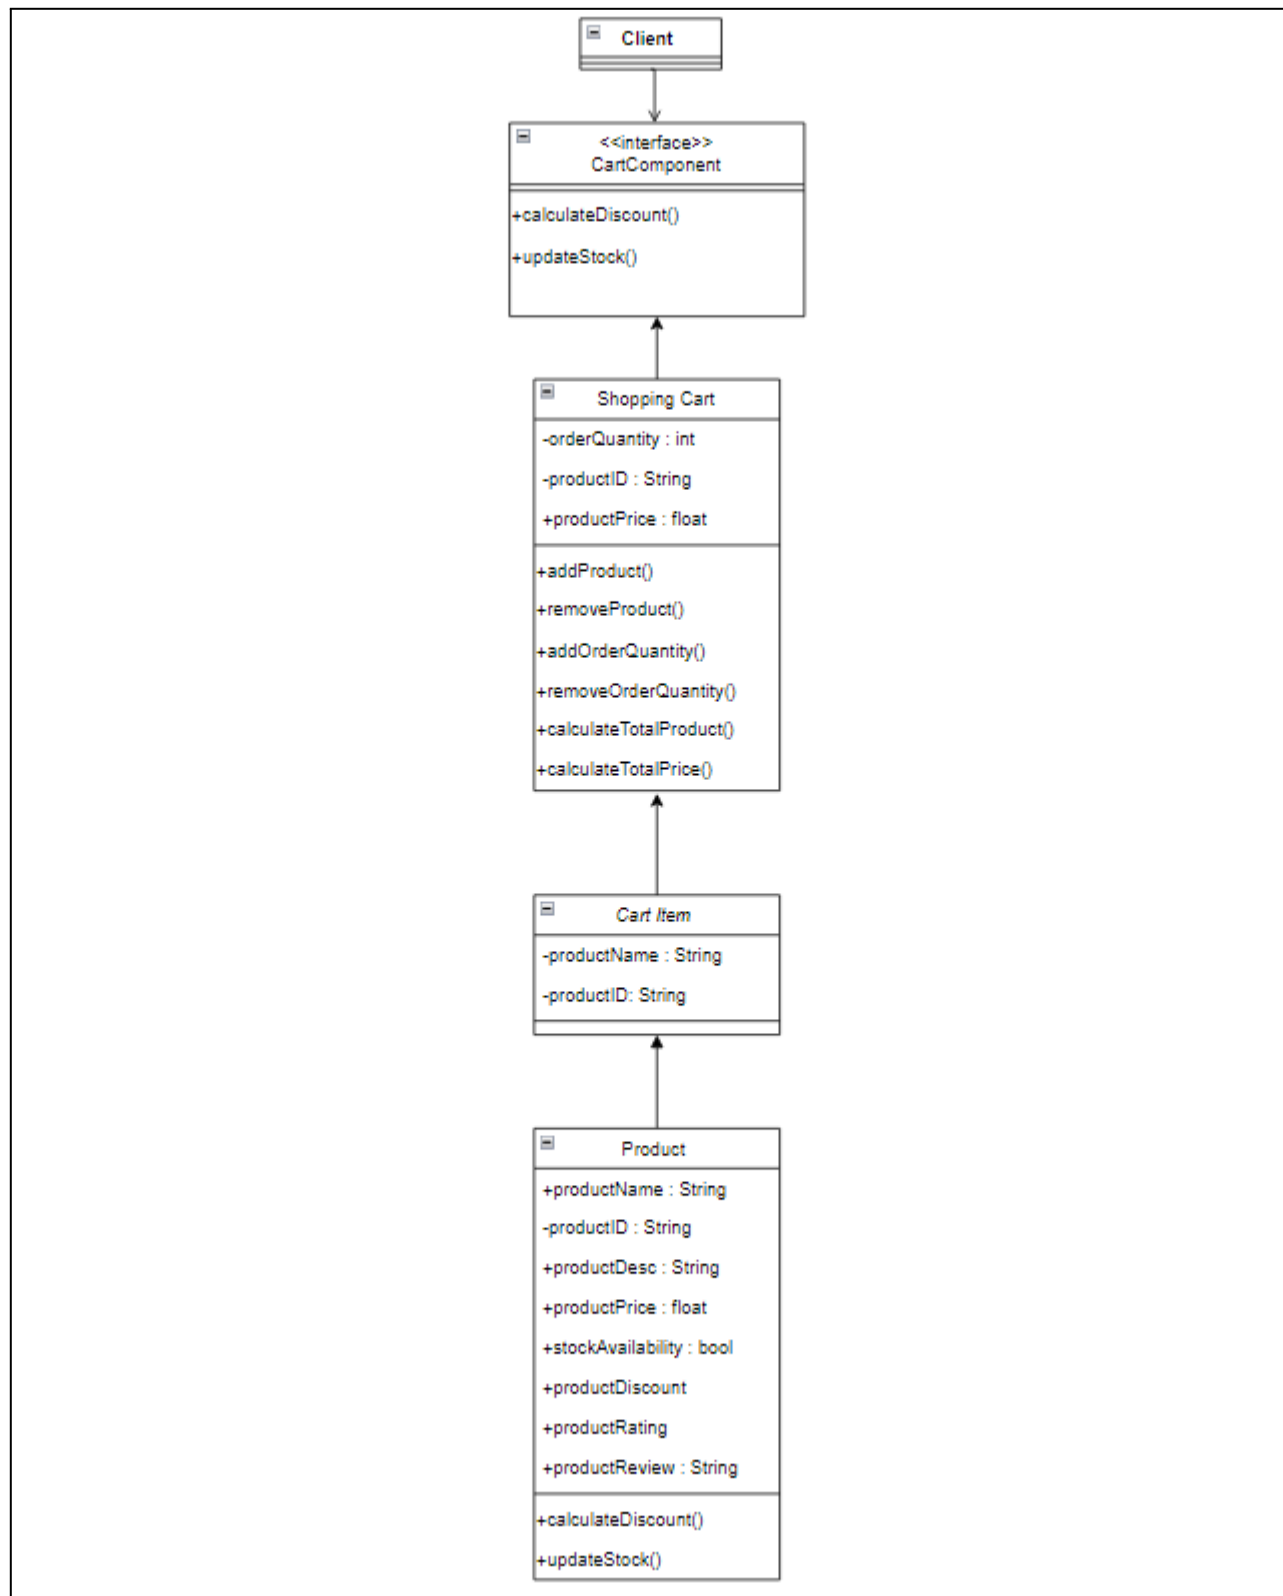 Client
<<interface>>
CartComponent
+calculateDiscount()
+updateStock()
Shopping Cart
-orderQuantity : int
-productID : String
+productPrice : float
+addProduct()
+removeProduct()
+addOrderQuantity()
+removeOrderQuantity()
+calculateTotalProduct()
+calculateTotalPrice()
Cart Item
-productName : String
-productID: String
Product
+productName : String
-productID : String
+productDesc : String
+productPrice : float
+stockAvailability : bool
+productDiscount
+productRating
+productReview : String
+calculateDiscount()
+updateStock()